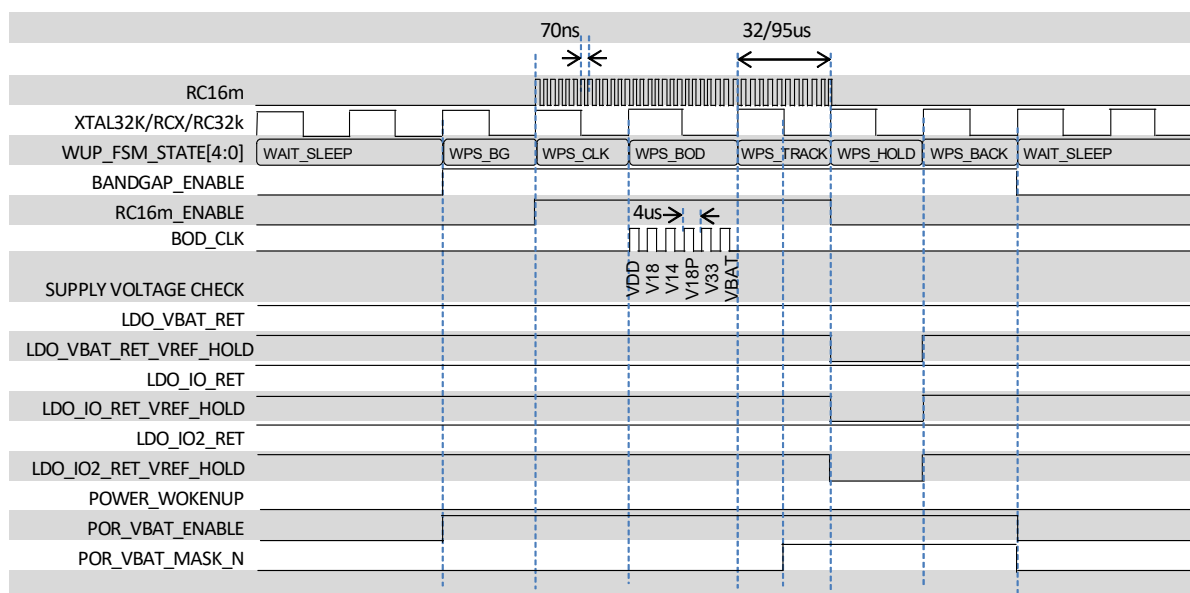 70ns 32/95us
RC16m
XTAL32K/RCX/RC32k
WUP_FSM_STATE[4:0] WAIT_SLEEP WPS_BG WPS_CLK WPS_BOD WPS_TRACK WPS_HOLD WPS_BACK WAIT_SLEEP
BANDGAP_ENABLE
RC16m_ENABLE 4us
BOD_CLK
SUPPLY VOLTAGE CHECK VDD V18 V14 V18P V33 VBAT
LDO_VBAT_RET
LDO_VBAT_RET_VREF_HOLD
LDO_IO_RET
LDO_IO_RET_VREF_HOLD
LDO_IO2_RET
LDO_IO2_RET_VREF_HOLD
POWER_WOKENUP
POR_VBAT_ENABLE
POR_VBAT_MASK_N